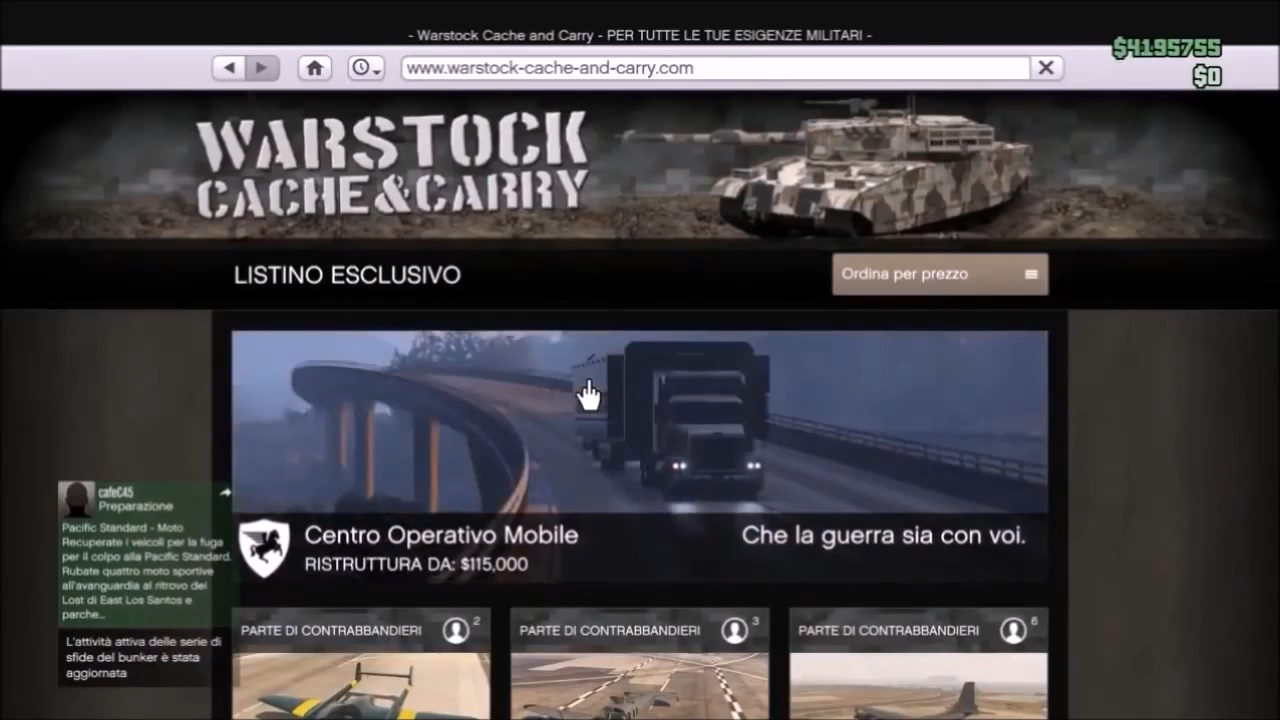 - Warstock Cache and Carry - PER TUTTE LE TUE ESIGENZE MILITARI -
$4195755
$0
www.warstock-cache-and-carry.com
WARSTOCK
CACHE&CARRY
LISTINO ESCLUSIVO
Ordina per prezzo
Centro Operativo Mobile
Che la guerra sia con voi.
RISTRUTTURA DA: $115,000
cafeC45
Preparazione
Pacific Standard - Moto
Recuperate i veicoli per la fuga
per il colpo alla Pacific Standard.
Rubate quattro moto sportive
all'avanguardia al ritrovo dei
Lost di East Los Santos e
parche...
L'attività attiva delle serie di
sfide del bunker è stata
aggiornata
PARTE DI CONTRABBANDIERI 2
PARTE DI CONTRABBANDIERI 3
PARTE DI CONTRABBANDIERI 6